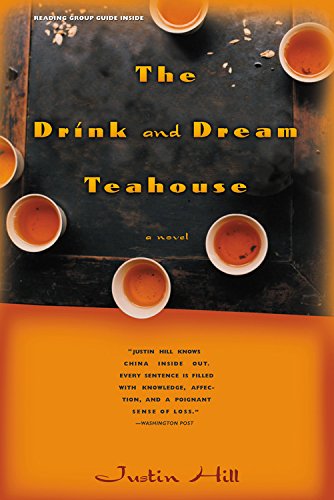 READING GROUP GUIDE INSIDE
The
Drink and Dream
Teahouse
a novel
"JUSTIN HILL KNOWS
CHINA INSIDE OUT.
EVERY SENTENCE IS FILLED
WITH KNOWLEDGE, AFFEC-
TION, AND A POIGNANT
SENSE OF LOSS."
—WASHINGTON POST
Justin Hill